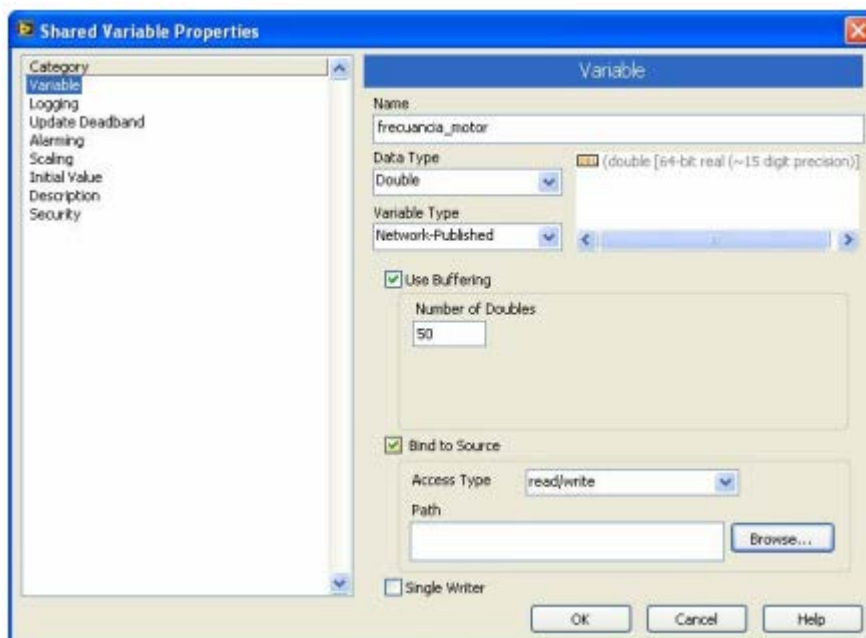 Shared Variable Properties
Category
Variable
Logging
Update Deadband
Alarming
Scaling
Initial Value
Description
Security
Variable
Name
frecuancia_motor
Data Type
Double
(double [64-bit real (~15 digit precision)]
Variable Type
Network-Published
Use Buffering
Number of Doubles
50
Bind to Source
Access Type
read/write
Path
Browse...
Single Writer
OK
Cancel
Help